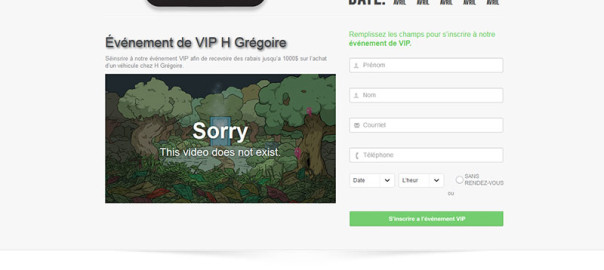 DATE: AVRIL AVRIL AVRIL AVRIL AVRIL
Événement de VIP H Grégoire
S'inscrire à notre événement VIP afin de recevoir des rabais jusqu'a 1000$ sur l'achat
d'un véhicule chez H Grégoire.
Sorry
This video does not exist.
Remplissez les champs pour s'inscrire à notre
événement de VIP.
Prénom
Nom
Courriel
Téléphone
Date
L'heur
SANS
RENDEZ-VOUS
ou
S'inscrire a l'événement VIP